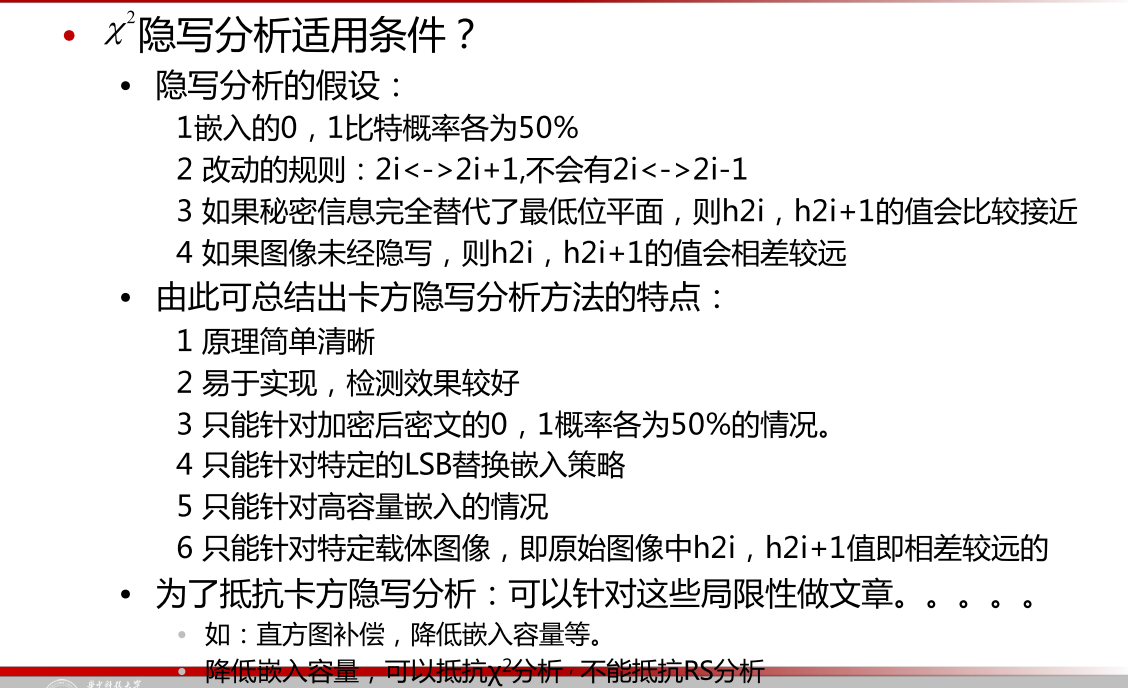 χ²隐写分析适用条件？
隐写分析的假设：
1嵌入的0，1比特概率各为50%
2 改动的规则：2i<->2i+1,不会有2i<->2i-1
3 如果秘密信息完全替代了最低位平面，则h2i，h2i+1的值会比较接近
4 如果图像未经隐写，则h2i，h2i+1的值会相差较远
由此可总结出卡方隐写分析方法的特点：
1 原理简单清晰
2 易于实现，检测效果较好
3 只能针对加密后密文的0，1概率各为50%的情况。
4 只能针对特定的LSB替换嵌入策略
5 只能针对高容量嵌入的情况
6 只能针对特定载体图像，即原始图像中h2i，h2i+1值即相差较远的
为了抵抗卡方隐写分析：可以针对这些局限性做文章。。。。。
如：直方图补偿，降低嵌入容量等。
降低嵌入容量，可以抵抗χ²分析，不能抵抗RS分析